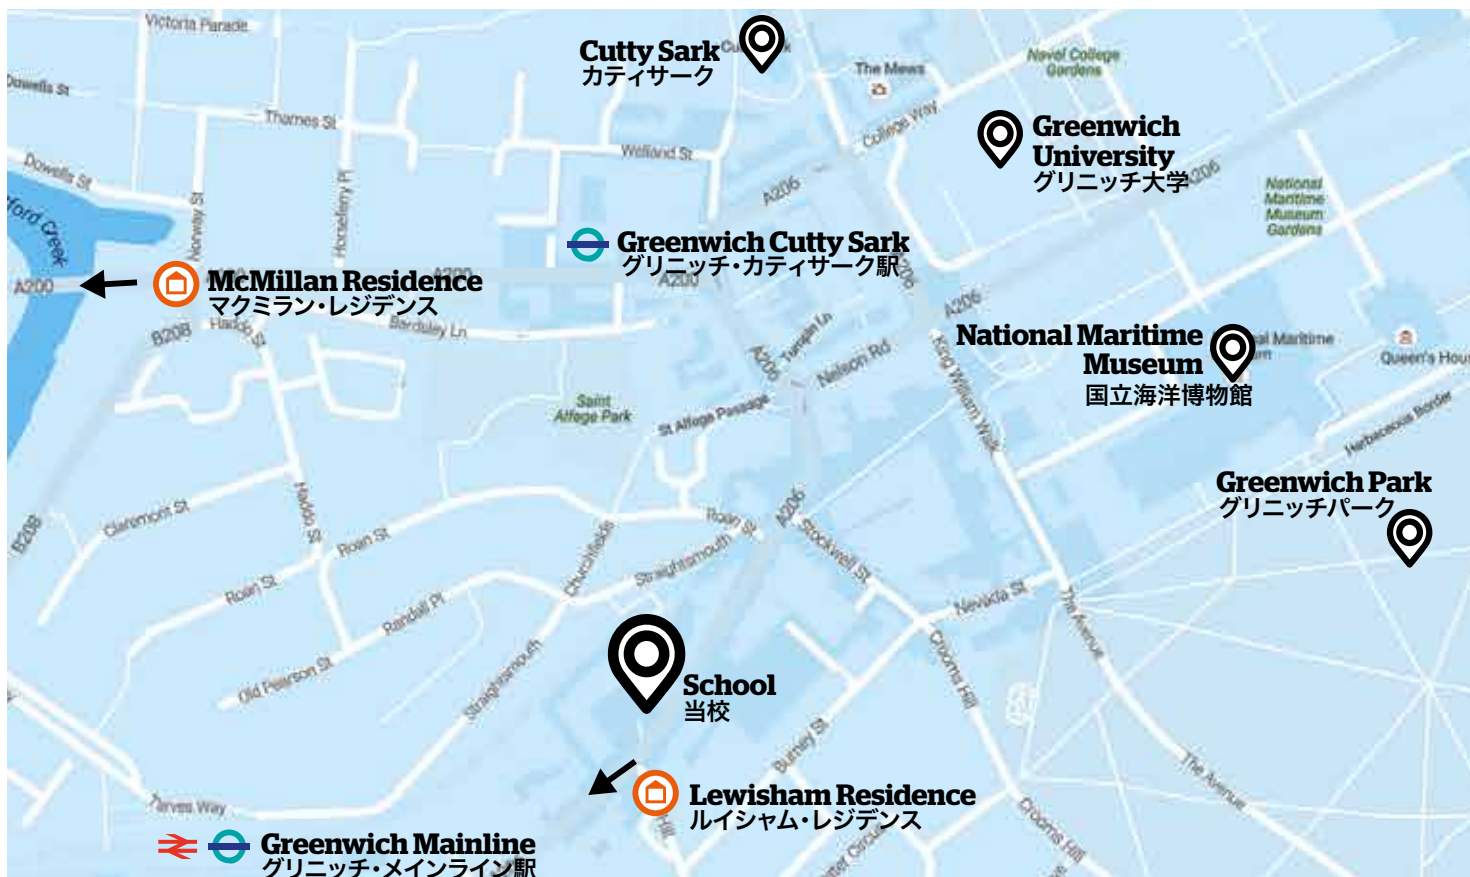 Victoria Parade
Cutty Sark
カティサーク
The Mews
Naval College
Gardens
Dowells St
Thames St
College Way
Greenwich
University
グリニッチ大学
A206
Welland St
Dowells St
A206
National
Maritime
Museum
Gardens
Norway St
Horseferry Pl
Greenwich Cutty Sark
グリニッチ・カティサーク駅
A206
A200
McMillan Residence
マクミラン・レジデンス
A200
A200
A206
B208
Haddo St
Bardsley Ln
Turnpin Ln
A206
Nelson Rd
King William Walk
National Maritime
Museum
国立海洋博物館
Queen's Hou
Saint
Alfege Park
St Alfege Passage
Herbaceous Border
Greenwich Park
グリニッチパーク
Claremont St
Haddo St
B208
Roan St
Roan St
A206
Stockwell St
Churchfields
Straightsmouth
Roan St
Randall Pl
Nevada St
The Avenue
Old Pearson St
Straightsmouth
Crooms Hill
School
当校
Burney St
The Avenue
Lewisham Residence
ルイシャム・レジデンス
Tarves Way
Crooms Hill
Hill
Greenwich Mainline
グリニッチ・メインライン駅